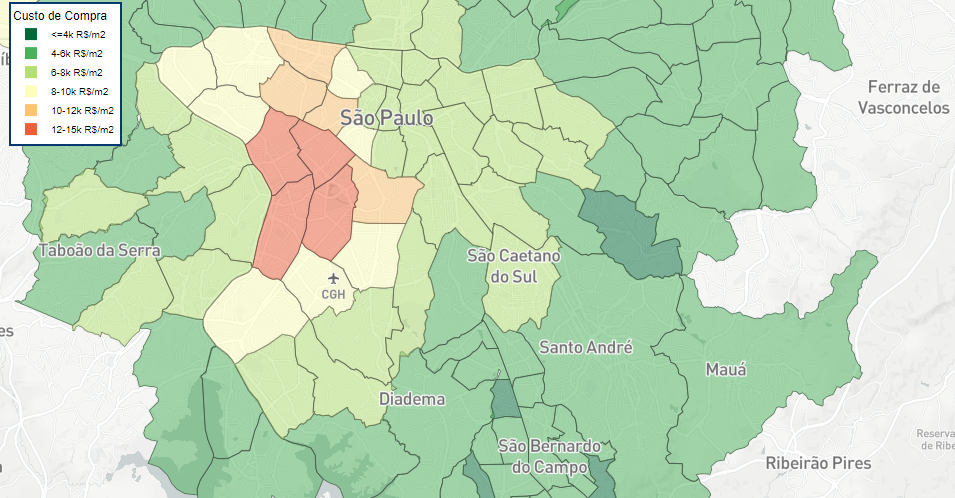 Custo de Compra
<=4k R$/m2
4-6k R$/m2
6-8k R$/m2
8-10k R$/m2
10-12k R$/m2
12-15k R$/m2
Ferraz de
Vasconcelos
São Paulo
Taboão da Serra
São Caetano
do Sul
CGH
Santo André
Mauá
Diadema
São Bernardo
do Campo
Ribeirão Pires
Reserva
de Ribe
es